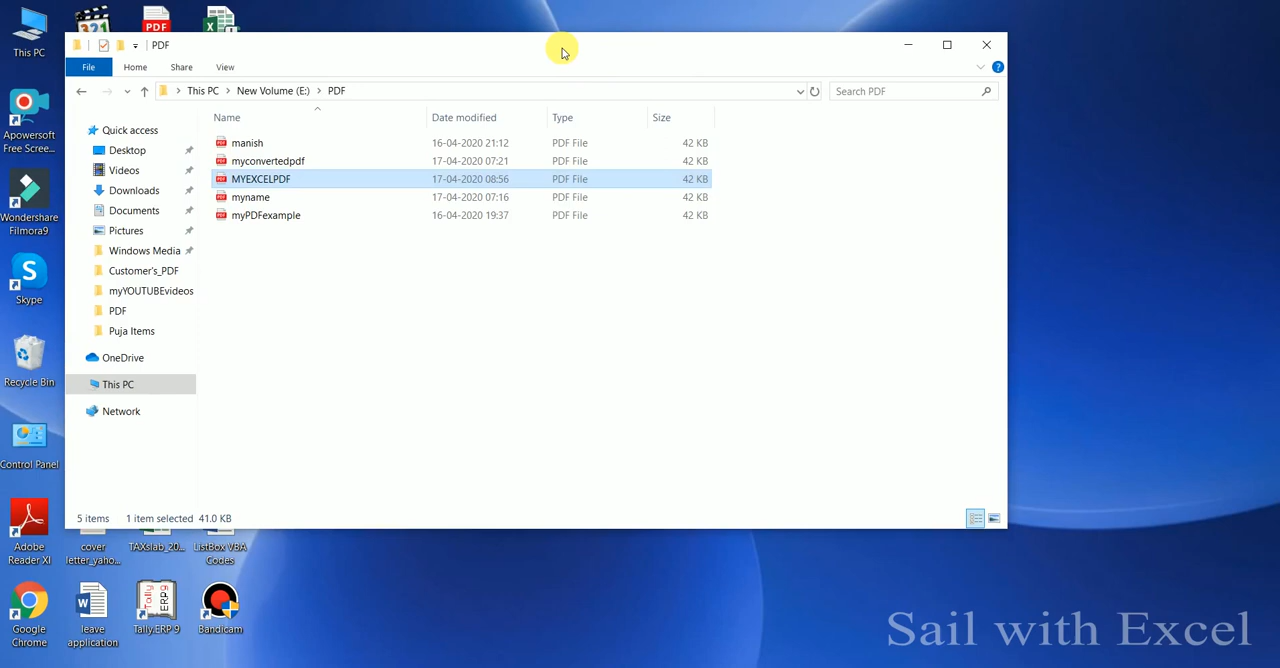 This PC
Apowersoft
Free Scree...
Wondershare
Filmora9
Skype
Recycle Bin
Control Panel
Adobe
Reader XI
Google
Chrome
321
PDF
PDF
File
Home
Share
View
This PC > New Volume (E:) > PDF
Search PDF
Quick access
Desktop
Videos
Downloads
Documents
Pictures
Windows Media
Customer's_PDF
myYOUTUBEvideos
PDF
Puja Items
OneDrive
This PC
Network
Name Date modified Type Size
manish 16-04-2020 21:12 PDF File 42 KB
myconvertedpdf 17-04-2020 07:21 PDF File 42 KB
MYEXCELPDF 17-04-2020 08:56 PDF File 42 KB
myname 17-04-2020 07:16 PDF File 42 KB
myPDFexample 16-04-2020 19:37 PDF File 42 KB
5 items 1 item selected 41.0 KB
cover
letter_yaho...
TAXslab_20...
ListBox VBA
Codes
leave
application
Tally.ERP 9
Bandicam
Sail with Excel